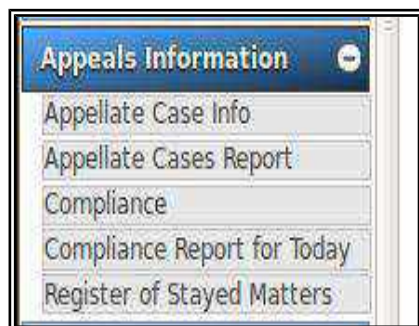 Appeals Information
Appellate Case Info
Appellate Cases Report
Compliance
Compliance Report for Today
Register of Stayed Matters